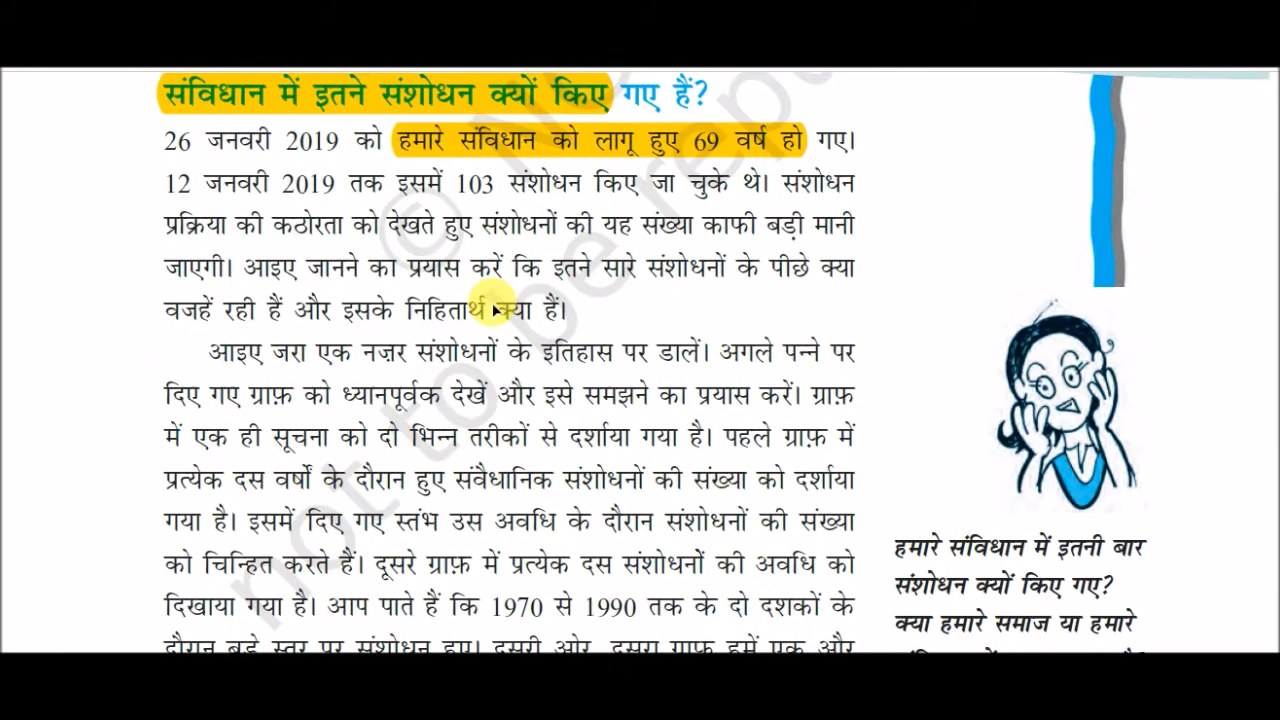 संविधान में इतने संशोधन क्यों किए गए हैं?
26 जनवरी 2019 को हमारे संविधान को लागू हुए 69 वर्ष हो गए।
12 जनवरी 2019 तक इसमें 103 संशोधन किए जा चुके थे। संशोधन
प्रक्रिया की कठोरता को देखते हुए संशोधनों की यह संख्या काफी बड़ी मानी
जाएगी। आइए जानने का प्रयास करें कि इतने सारे संशोधनों के पीछे क्या
वजहें रही हैं और इसके निहितार्थ क्या हैं।
आइए जरा एक नजर संशोधनों के इतिहास पर डालें। अगले पन्ने पर
दिए गए ग्राफ़ को ध्यानपूर्वक देखें और इसे समझने का प्रयास करें। ग्राफ़
में एक ही सूचना को दो भिन्न तरीकों से दर्शाया गया है। पहले ग्राफ़ में
प्रत्येक दस वर्षों के दौरान हुए संवैधानिक संशोधनों की संख्या को दर्शाया
गया है। इसमें दिए गए स्तंभ उस अवधि के दौरान संशोधनों की संख्या
को चिन्हित करते हैं। दूसरे ग्राफ़ में प्रत्येक दस संशोधनों की अवधि को
दिखाया गया है। आप पाते हैं कि 1970 से 1990 तक के दो दशकों के
दौरान बड़े स्तर पर संशोधन हुए। दूसरी ओर, दूसरा ग्राफ़ हमें एक और
हमारे संविधान में इतनी बार
संशोधन क्यों किए गए?
क्या हमारे समाज या हमारे
not to be